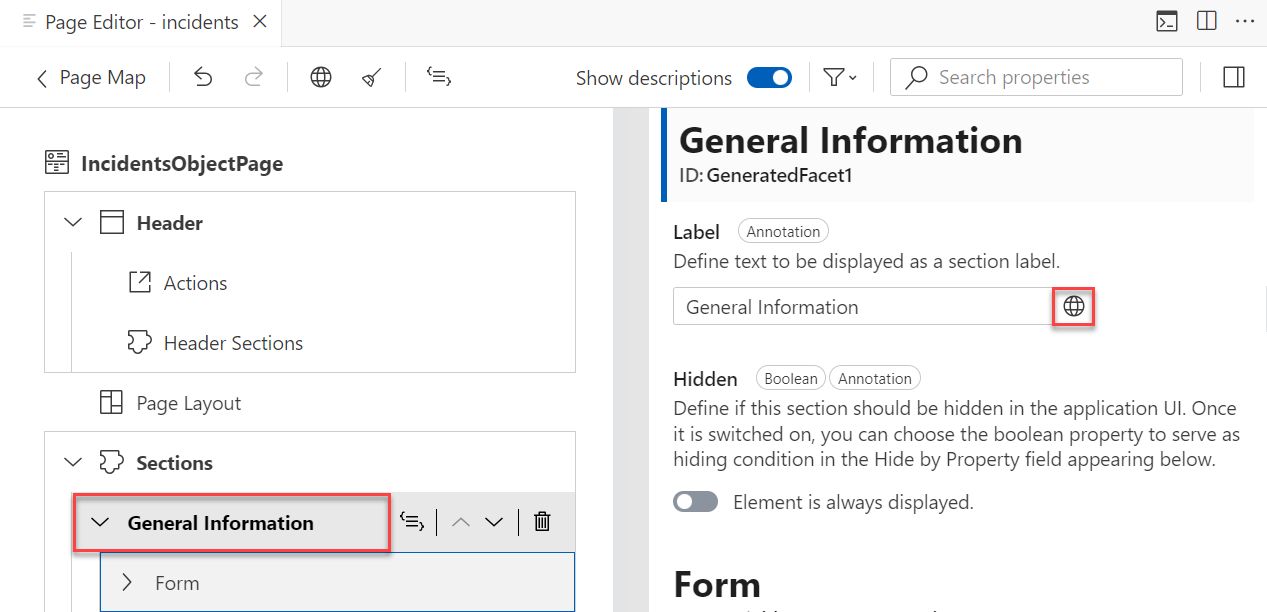 Page Editor - incidents
Page Map
Show descriptions
Search properties
IncidentsObjectPage
Header
Actions
Header Sections
Page Layout
Sections
General Information
Form
General Information
ID: GeneratedFacet1
Label Annotation
Define text to be displayed as a section label.
General Information
Hidden Boolean Annotation
Define if this section should be hidden in the application UI. Once
it is switched on, you can choose the boolean property to serve as
hiding condition in the Hide by Property field appearing below.
Element is always displayed.
Form